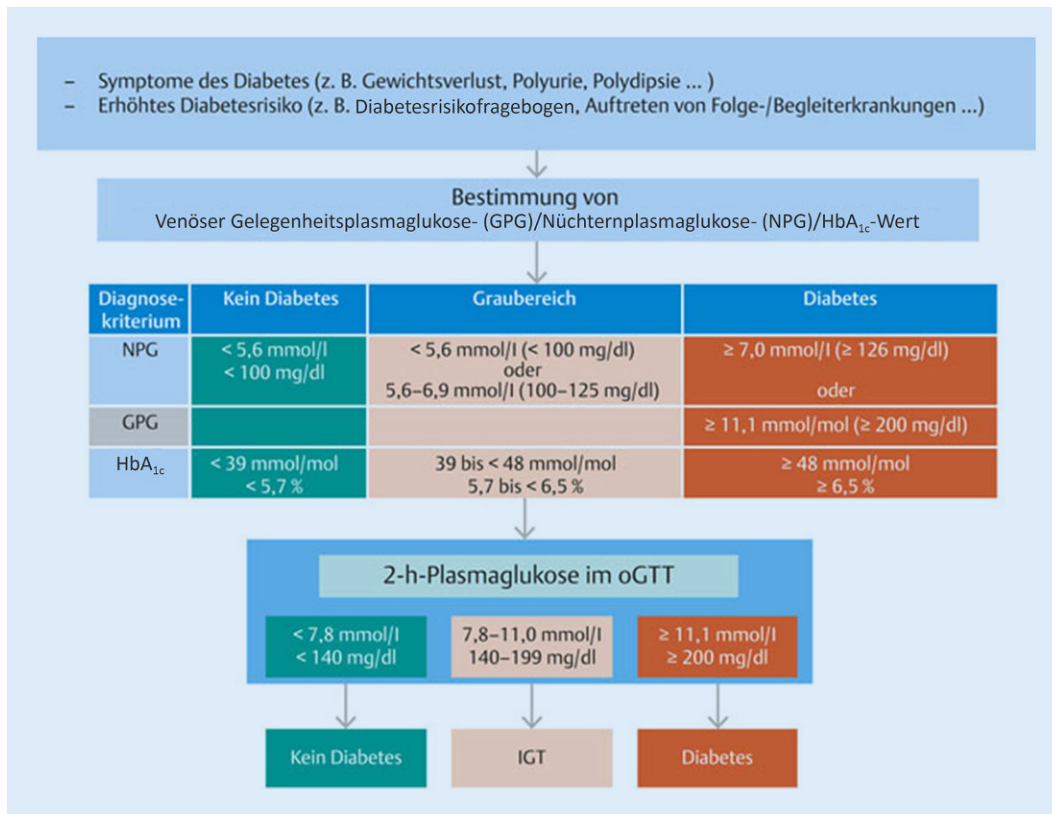 – Symptome des Diabetes (z. B. Gewichtsverlust, Polyurie, Polydipsie ... )
– Erhöhtes Diabetesrisiko (z. B. Diabetesrisikofragebogen, Auftreten von Folge-/Begleiterkrankungen ...)
Bestimmung von
Venöser Gelegenheitsplasmaglukose- (GPG)/Nüchternplasmaglukose- (NPG)/HbA1c-Wert
Diagnose-
kriterium
Kein Diabetes
Graubereich
Diabetes
NPG
< 5,6 mmol/l
< 100 mg/dl
< 5,6 mmol/l (< 100 mg/dl)
oder
5,6–6,9 mmol/l (100–125 mg/dl)
≥ 7,0 mmol/l (≥ 126 mg/dl)
oder
GPG
≥ 11,1 mmol/mol (≥ 200 mg/dl)
HbA1c
< 39 mmol/mol
< 5,7 %
39 bis < 48 mmol/mol
5,7 bis < 6,5 %
≥ 48 mmol/mol
≥ 6,5 %
2-h-Plasmaglukose im oGTT
< 7,8 mmol/l
< 140 mg/dl
7,8–11,0 mmol/l
140–199 mg/dl
≥ 11,1 mmol/l
≥ 200 mg/dl
Kein Diabetes
IGT
Diabetes